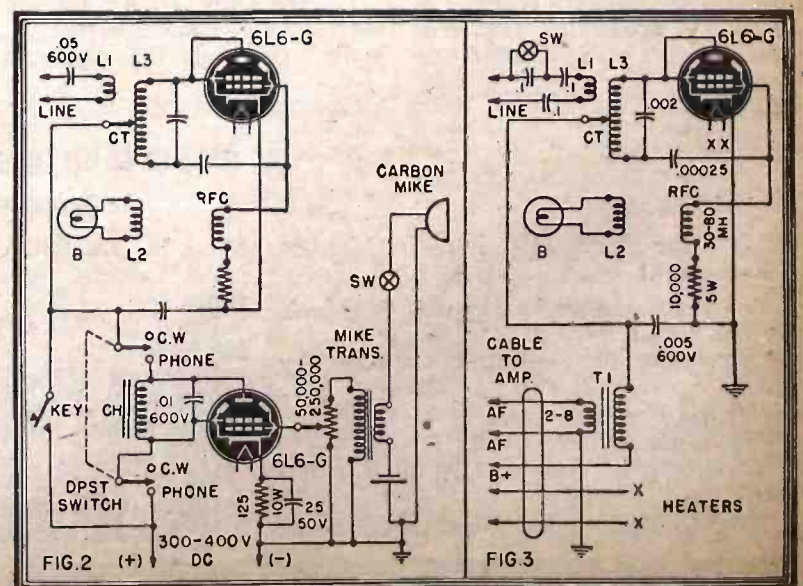 .05
600V
L1
L3
6L6-G
LINE
CT
B
L2
RFC
CARBON
MIKE
SW
C.W
PHONE
MIKE
TRANS.
KEY
CH
.01
600V
50,000-
250,000
6L6-G
DPST
SWITCH
C.W
PHONE
125
10W
25
50V
FIG.2
(+)
300-400V
DC
(-)
SW
L1
L3
6L6-G
.1
.1
.1
LINE
CT
.002
X X
.00025
B
L2
RFC
30-80
MH
10,000
5W
CABLE
TO
AMP.
.005
600V
T1
AF
2-8
AF
B+
X
X
HEATERS
FIG.3